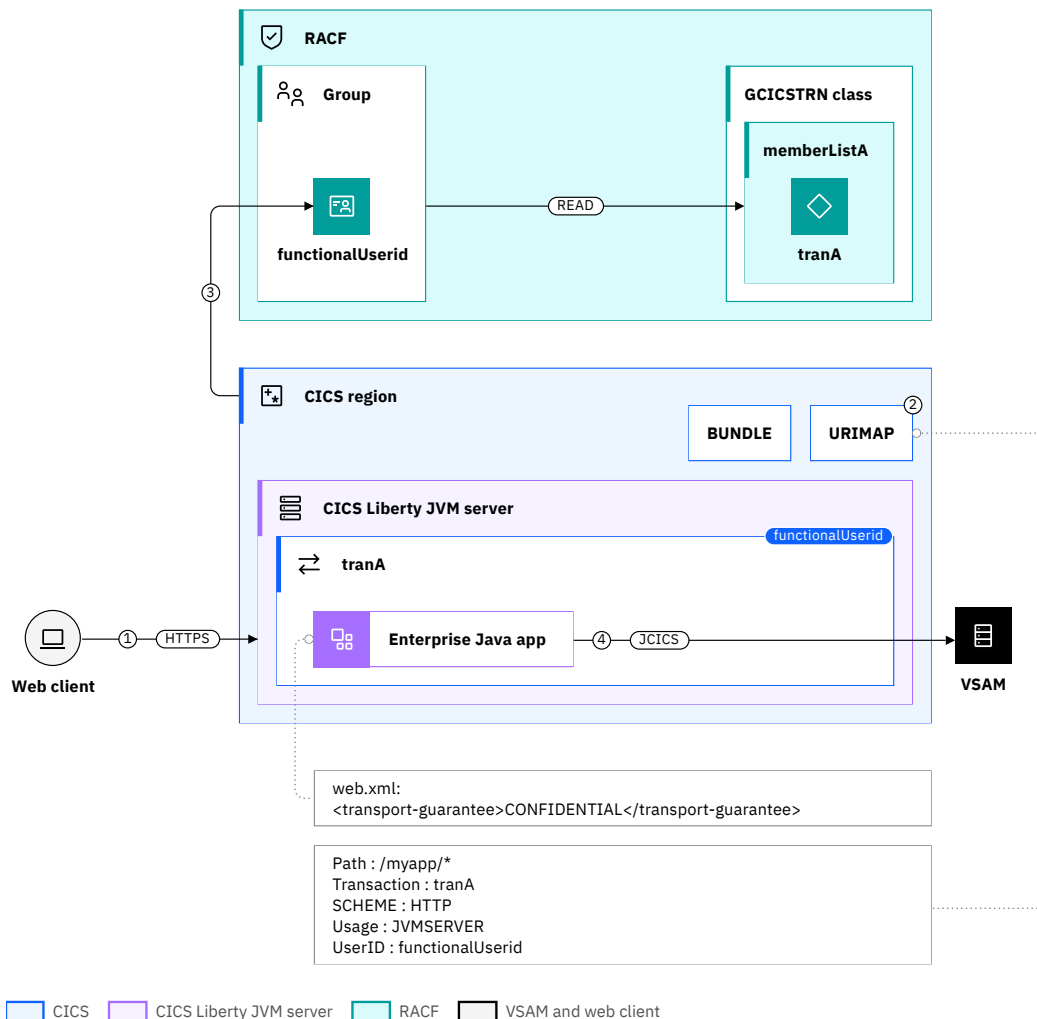 RACF
Group
GCICSTRN class
memberListA
READ
functionalUserid
tranA
3
CICS region
2
BUNDLE
URIMAP
CICS Liberty JVM server
functionalUserid
tranA
1
HTTPS
Enterprise Java app
4
JCICS
Web client
VSAM
web.xml:
<transport-guarantee>CONFIDENTIAL</transport-guarantee>
Path : /myapp/*
Transaction : tranA
SCHEME : HTTP
Usage : JVMSERVER
UserID : functionalUserid
CICS
CICS Liberty JVM server
RACF
VSAM and web client